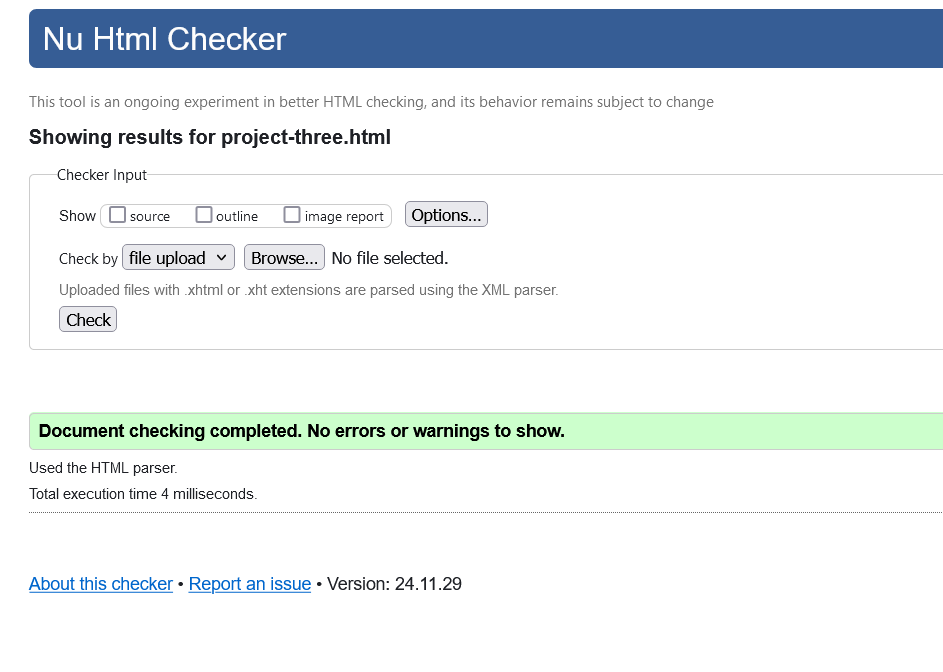 Nu Html Checker
This tool is an ongoing experiment in better HTML checking, and its behavior remains subject to change
Showing results for project-three.html
Checker Input
Show source outline image report Options...
Check by file upload Browse... No file selected.
Uploaded files with .xhtml or .xht extensions are parsed using the XML parser.
Check
Document checking completed. No errors or warnings to show.
Used the HTML parser.
Total execution time 4 milliseconds.
About this checker • Report an issue • Version: 24.11.29